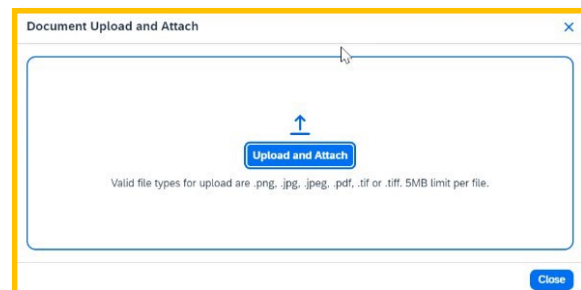 Document Upload and Attach
Upload and Attach
Valid file types for upload are .png, .jpg, .jpeg, .pdf, .tif or .tiff. 5MB limit per file.
Close